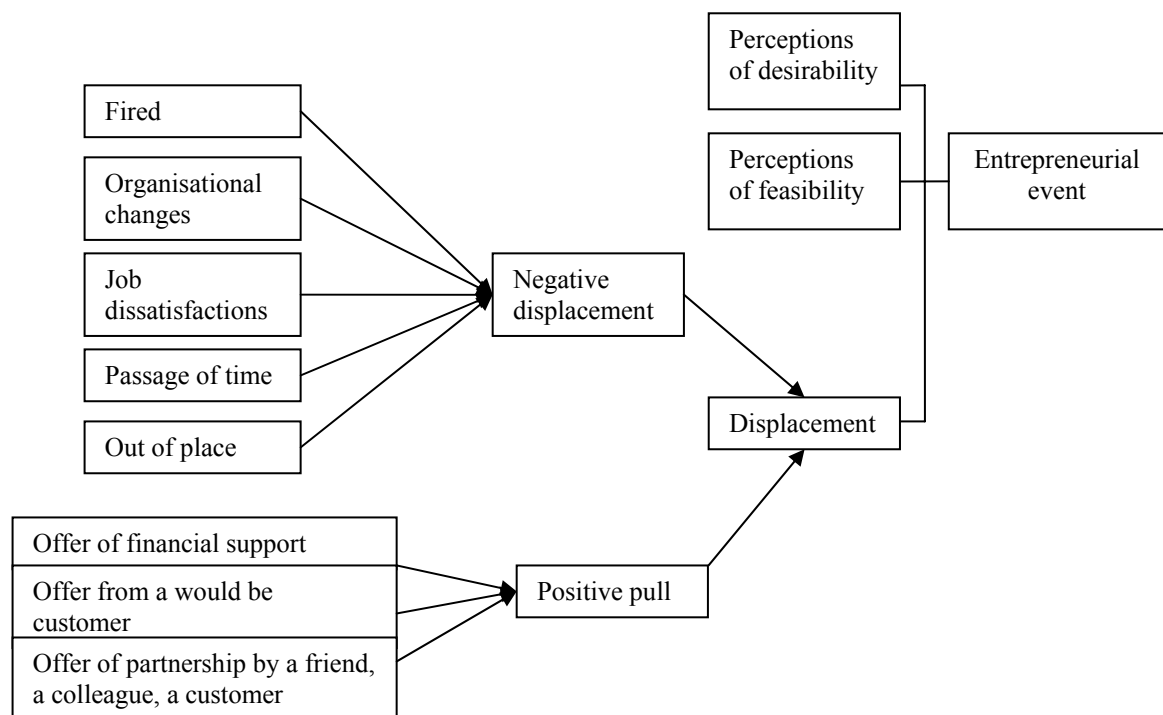 Perceptions
of desirability
Fired
Perceptions
of feasibility
Entrepreneurial
event
Organisational
changes
Job
dissatisfactions
Negative
displacement
Passage of time
Out of place
Displacement
Offer of financial support
Offer from a would be
customer
Positive pull
Offer of partnership by a friend,
a colleague, a customer